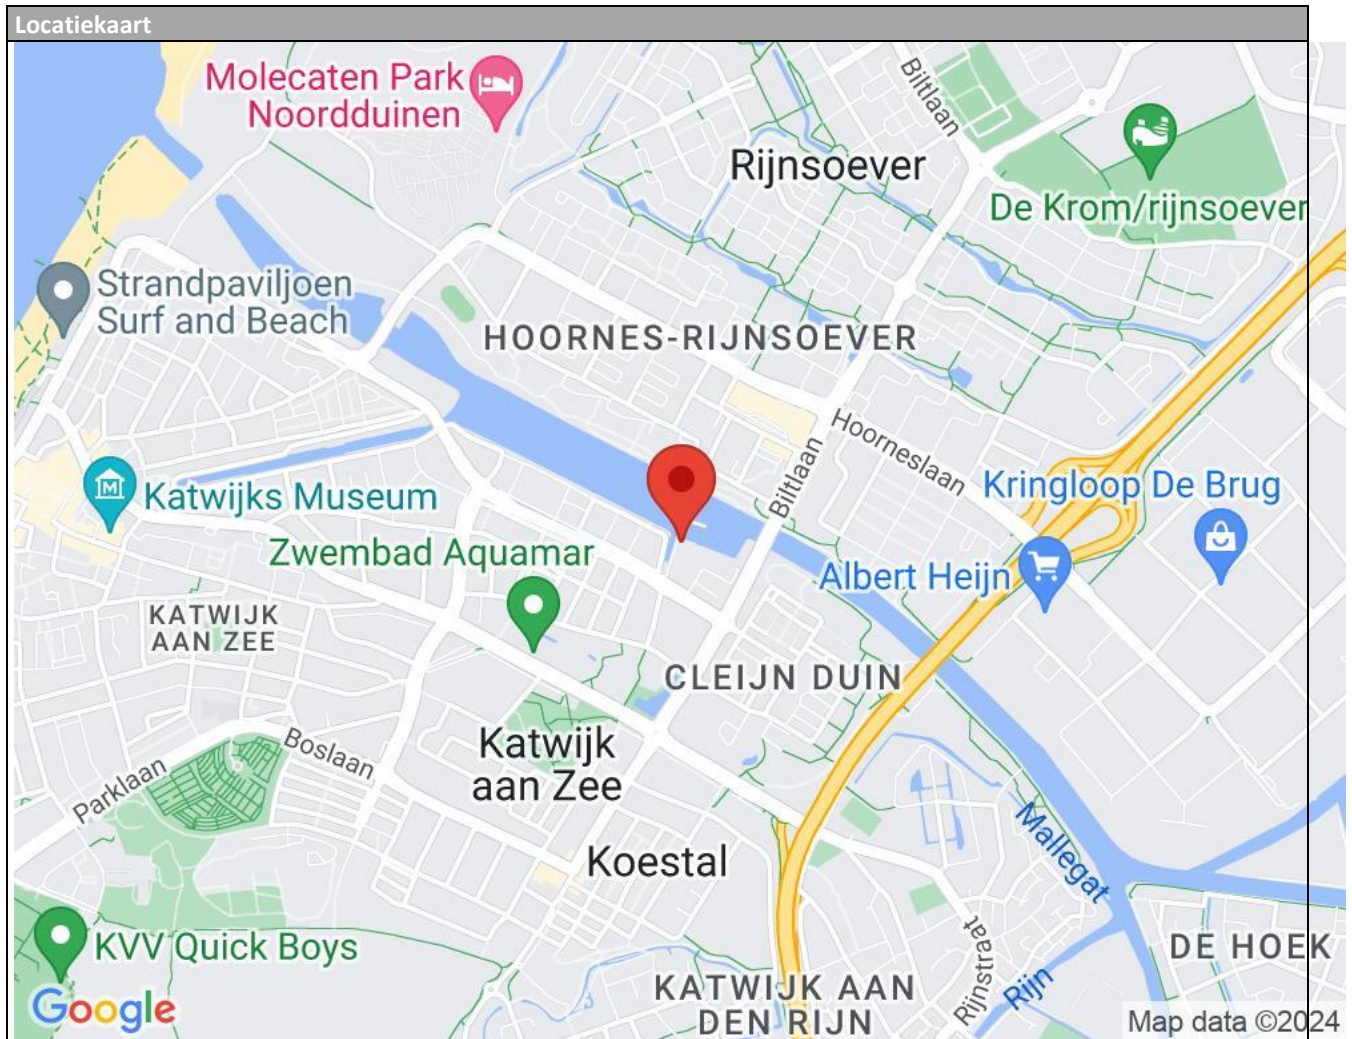 Locatiekaart
Molecaten Park
Noordduinen
Biltlaan
Rijnsoever
De Krom/rijnsoever
Strandpaviljoen
Surf and Beach
HOORNES-RIJNSOEVER
Hoorneslaan
Biltlaan
Kringloop De Brug
Katwijks Museum
Zwembad Aquamar
Albert Heijn
KATWIJK
AAN ZEE
CLEIJN DUIN
Katwijk
aan Zee
Boslaan
Parklaan
Mallegat
Koestal
KVV Quick Boys
DE HOEK
Rijnstraat
Rijn
KATWIJK AAN
DEN RIJN
Google
Map data ©2024